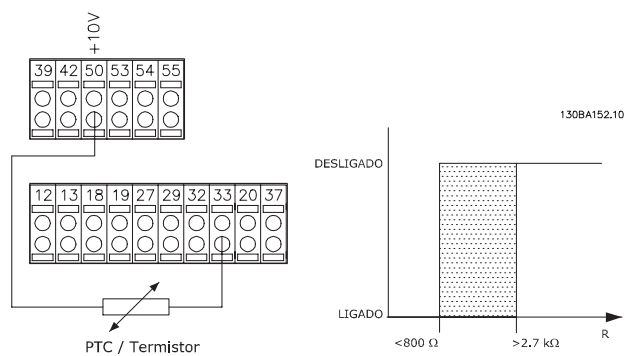 +10V
39 42 50 53 54 55
12 13 18 19 27 29 32 33 20 37
PTC / Termistor
130BA152.10
DESLIGADO
LIGADO
<800 Ω
>2.7 kΩ
R